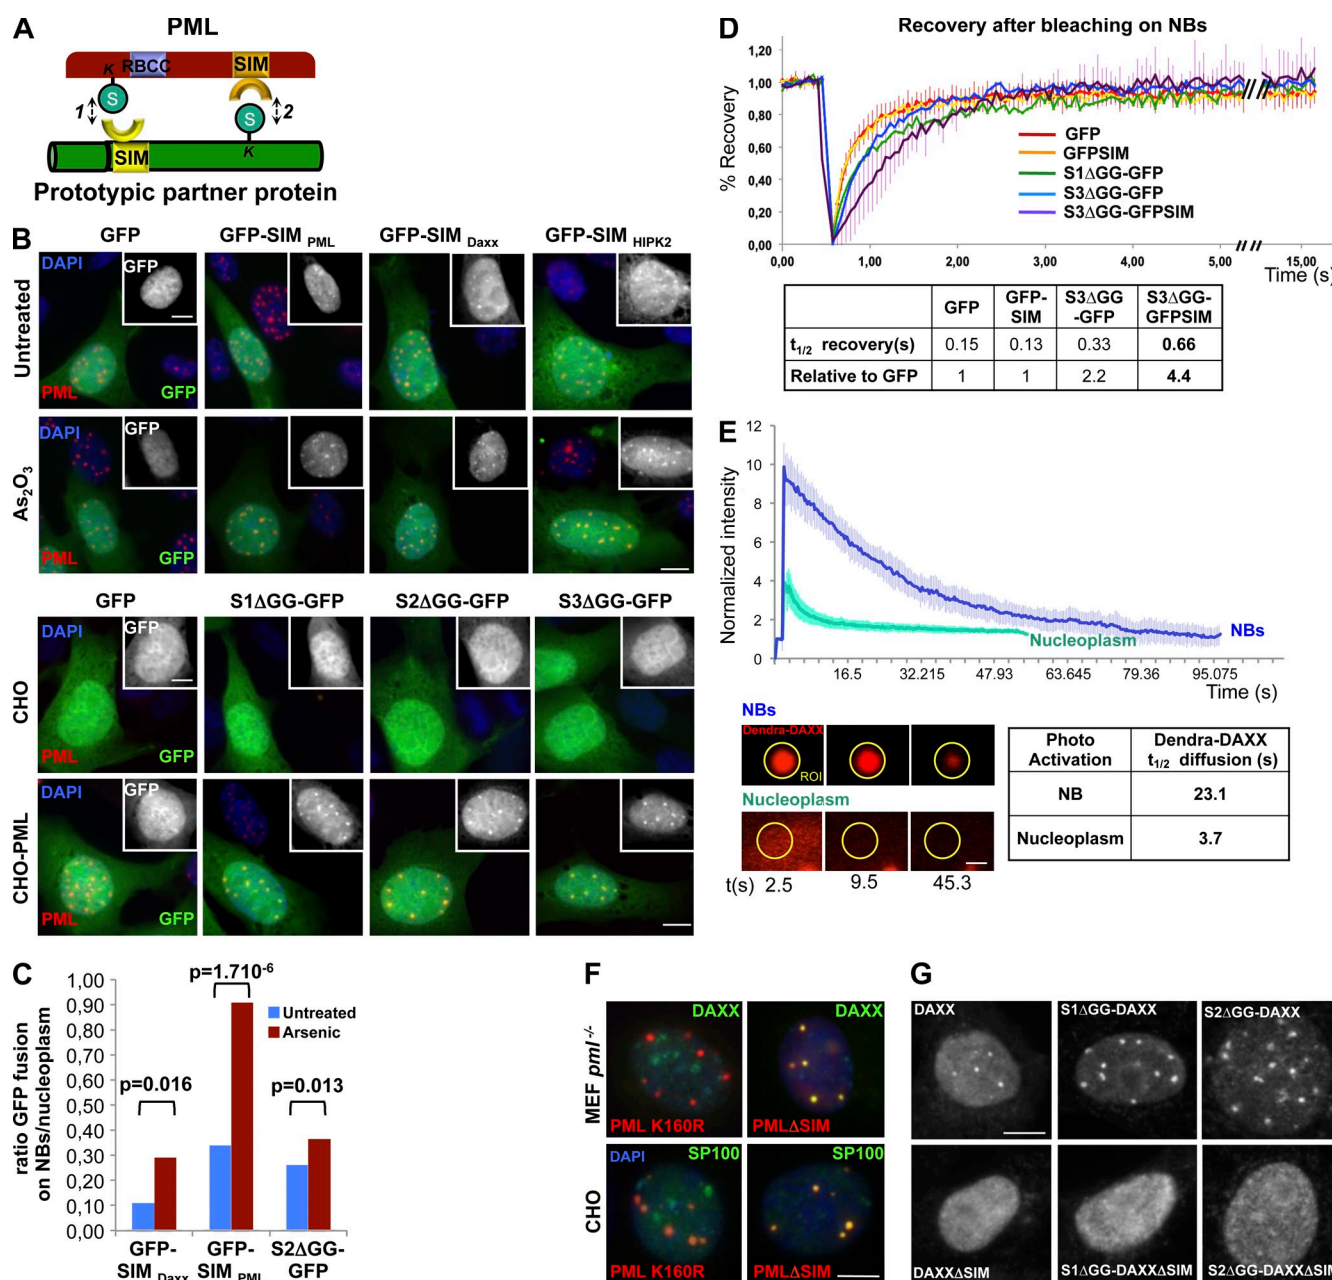 A
PML
K RBCC SIM
S
1
2
S
SIM
K
Prototypic partner protein
B
GFP GFP-SIM PML GFP-SIM Daxx GFP-SIM HIPK2
Untreated
DAPI GFP
PML GFP
As2O3
DAPI GFP
PML GFP
GFP S1ΔGG-GFP S2ΔGG-GFP S3ΔGG-GFP
CHO
DAPI GFP
PML GFP
CHO-PML
DAPI GFP
PML GFP
C
ratio GFP fusion
on NBs/nucleoplasm
1,00
0,90
0,80
0,70
0,60
0,50
0,40
0,30
0,20
0,10
0,00
p=1.710-6
Untreated
Arsenic
p=0.016
p=0.013
GFP-
SIM Daxx
GFP-
SIM PML
S2ΔGG-
GFP
D
Recovery after bleaching on NBs
% Recovery
1,20
1,00
0,80
0,60
0,40
0,20
0,00
GFP
GFPSIM
S1ΔGG-GFP
S3ΔGG-GFP
S3ΔGG-GFPSIM
0,00 1,00 2,00 3,00 4,00 5,00 15,00
Time (s)
GFP GFP-SIM S3ΔGG-GFP S3ΔGG-GFPSIM
t1/2 recovery(s) 0.15 0.13 0.33 0.66
Relative to GFP 1 1 2.2 4.4
E
Normalized intensity
12
10
8
6
4
2
0
NBs
Nucleoplasm
16.5 32.215 47.93 63.645 79.36 95.075
Time (s)
NBs
Dendra-DAXX
ROI
Nucleoplasm
t(s) 2.5 9.5 45.3
Photo Activation Dendra-DAXX t1/2 diffusion (s)
NB 23.1
Nucleoplasm 3.7
F
MEF pml-/-
DAXX DAXX
PML K160R PMLΔSIM
CHO
DAPI SP100 SP100
PML K160R PMLΔSIM
G
DAXX S1ΔGG-DAXX S2ΔGG-DAXX
DAXXΔSIM S1ΔGG-DAXXΔSIM S2ΔGG-DAXXΔSIM